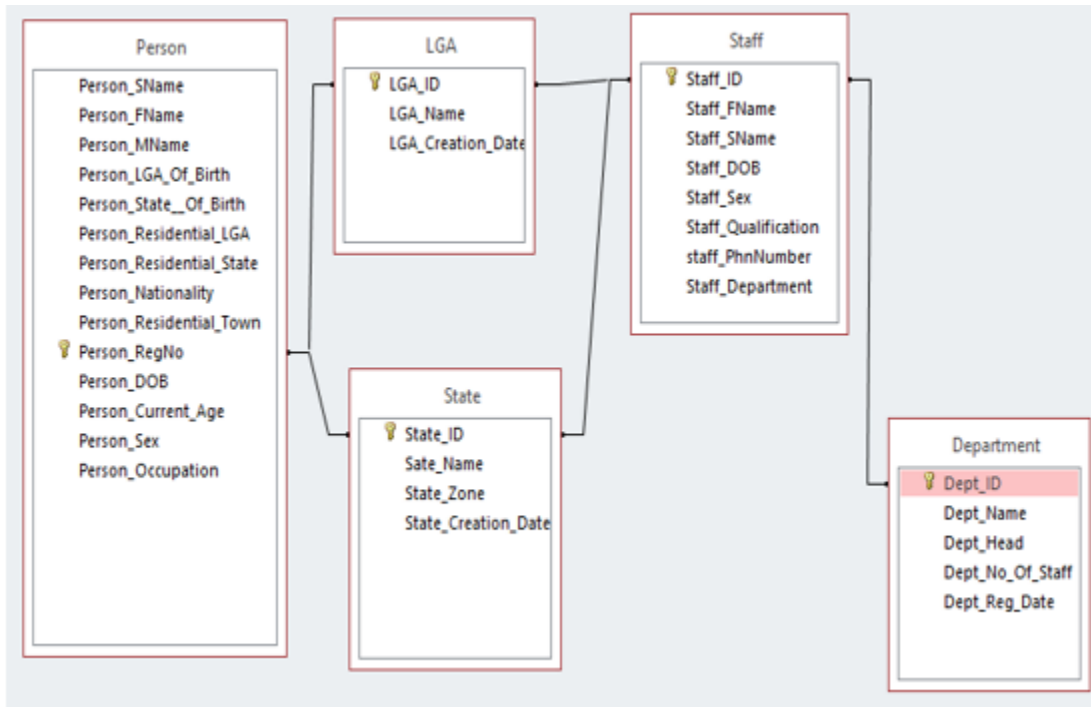 Person
Person_SName
Person_FName
Person_MName
Person_LGA_Of_Birth
Person_State__Of_Birth
Person_Residential_LGA
Person_Residential_State
Person_Nationality
Person_Residential_Town
Person_RegNo
Person_DOB
Person_Current_Age
Person_Sex
Person_Occupation
LGA
LGA_ID
LGA_Name
LGA_Creation_Date
State
State_ID
Sate_Name
State_Zone
State_Creation_Date
Staff
Staff_ID
Staff_FName
Staff_SName
Staff_DOB
Staff_Sex
Staff_Qualification
staff_PhnNumber
Staff_Department
Department
Dept_ID
Dept_Name
Dept_Head
Dept_No_Of_Staff
Dept_Reg_Date